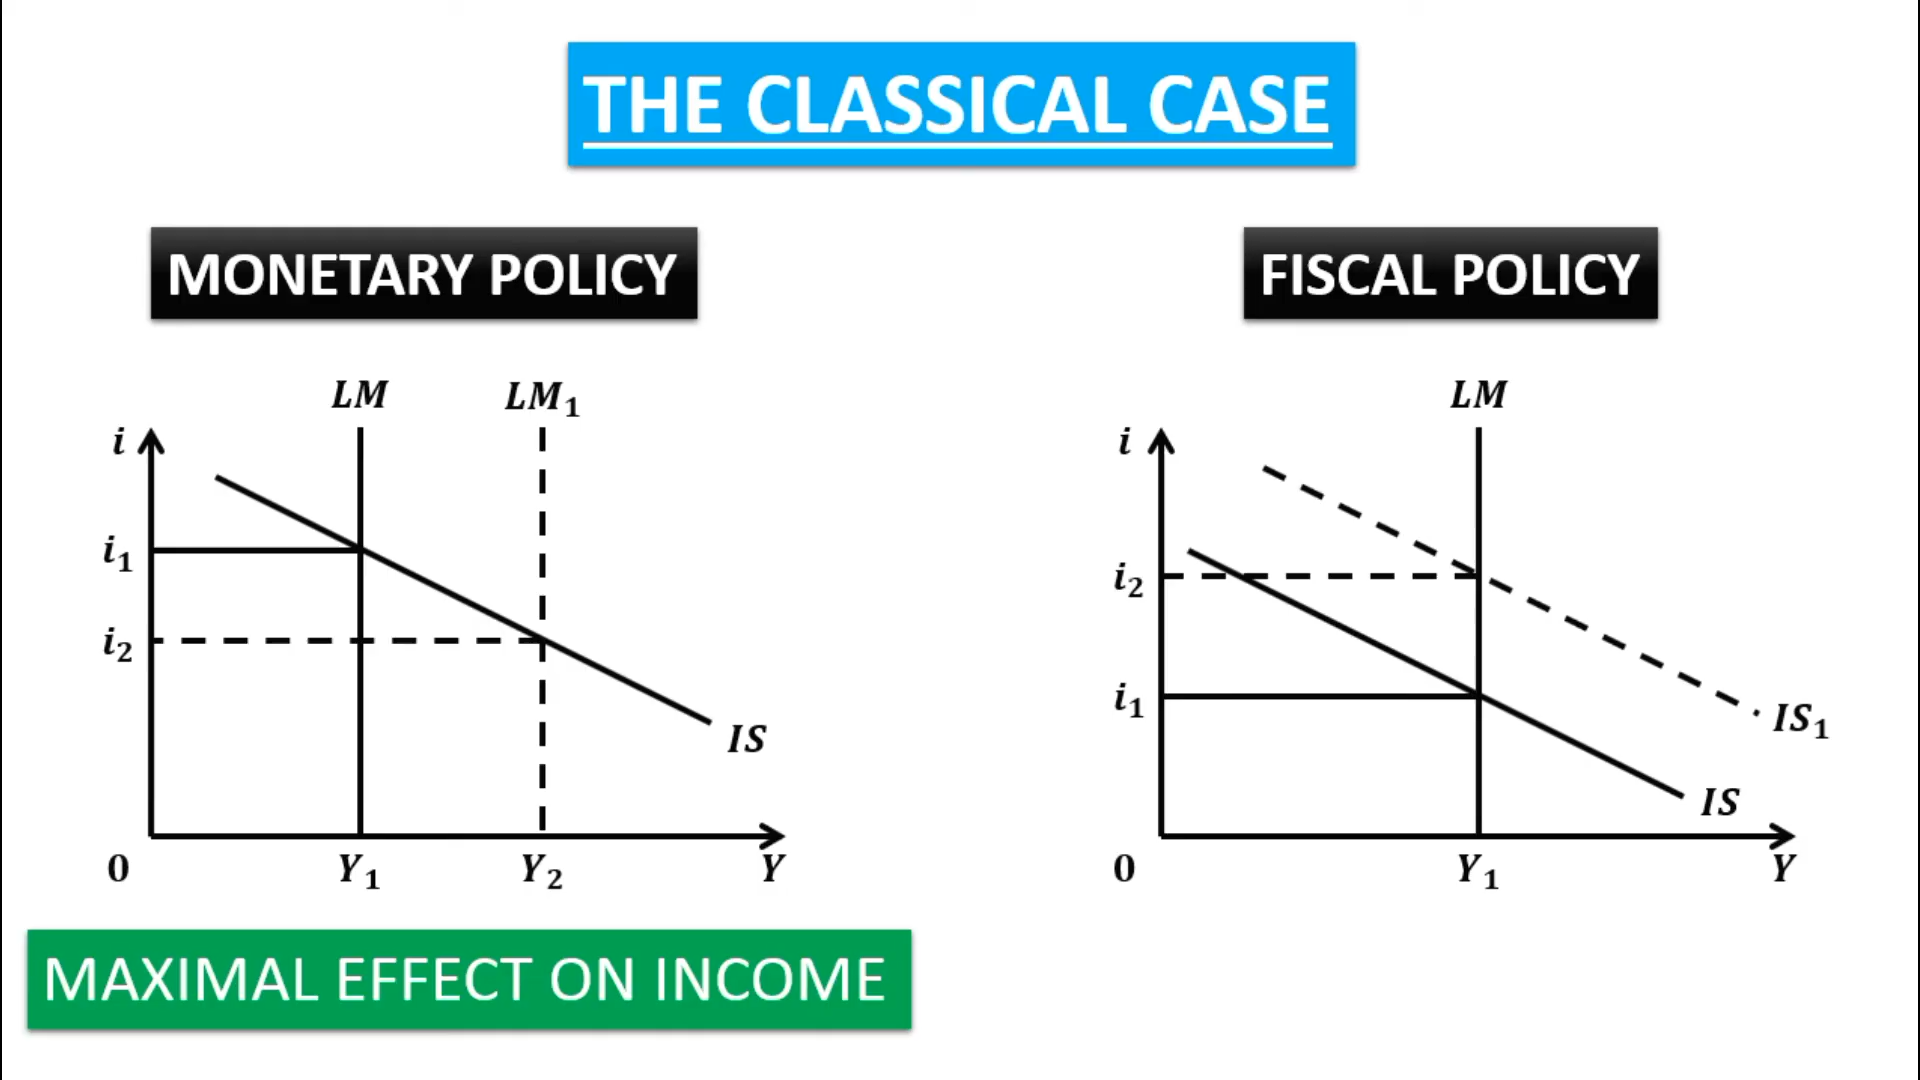 THE CLASSICAL CASE
MONETARY POLICY
LM
LM₁
i
i₁
i₂
IS
0
Y₁
Y₂
Y
MAXIMAL EFFECT ON INCOME
FISCAL POLICY
LM
i
i₂
i₁
IS₁
IS
0
Y₁
Y